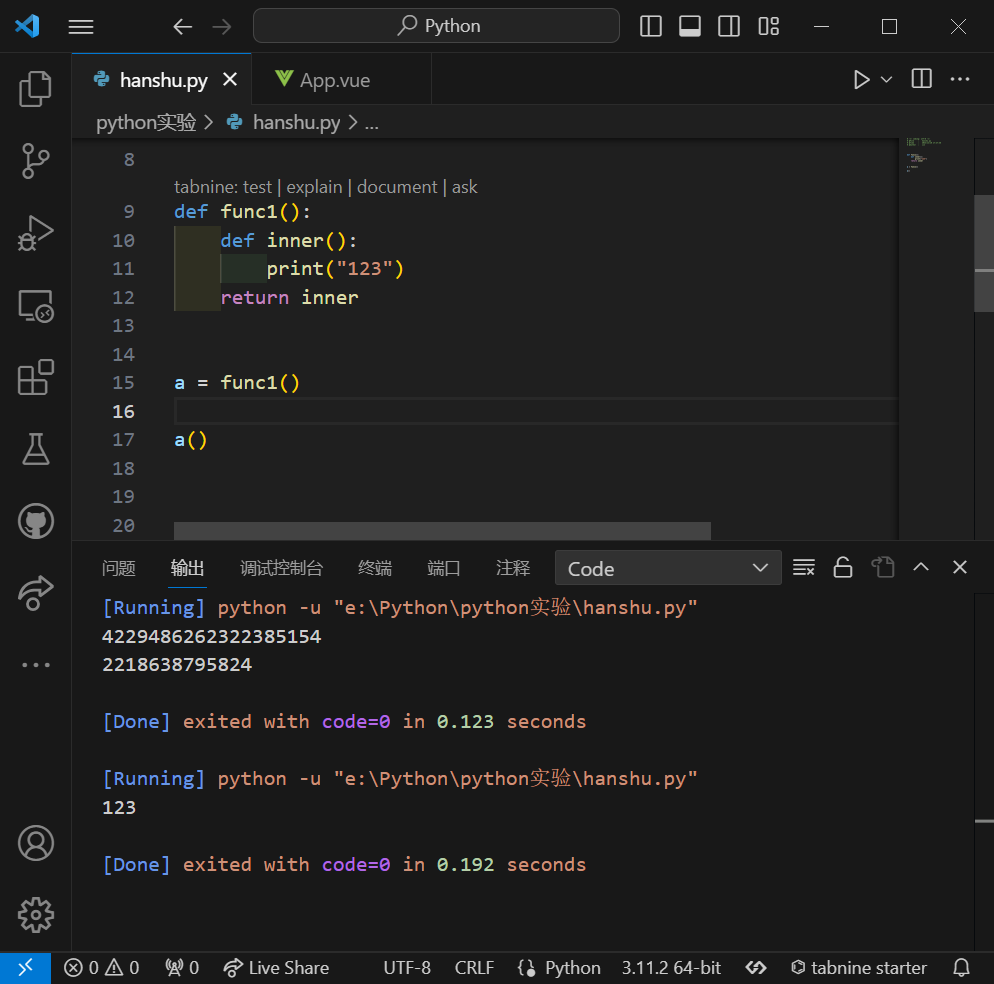 Python
hanshu.py
App.vue
python实验 > hanshu.py > ...
8
tabnine: test | explain | document | ask
9 def func1():
10 def inner():
11 print("123")
12 return inner
13
14
15 a = func1()
16
17 a()
18
19
20
问题 输出 调试控制台 终端 端口 注释 Code
[Running] python -u "e:\Python\python实验\hanshu.py"
4229486262322385154
2218638795824
[Done] exited with code=0 in 0.123 seconds
[Running] python -u "e:\Python\python实验\hanshu.py"
123
[Done] exited with code=0 in 0.192 seconds
0 0 0 Live Share UTF-8 CRLF Python 3.11.2 64-bit tabnine starter